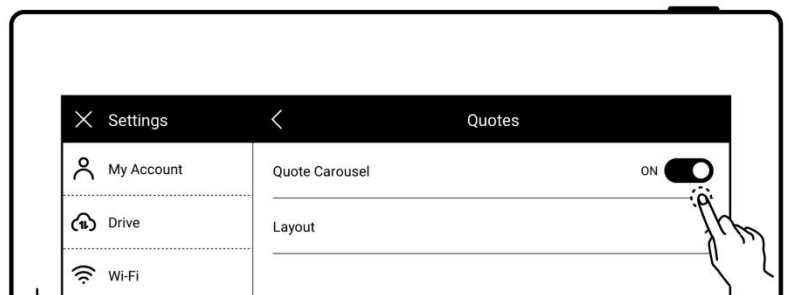 Settings
Quotes
My Account
Quote Carousel
ON
Drive
Layout
Wi-Fi